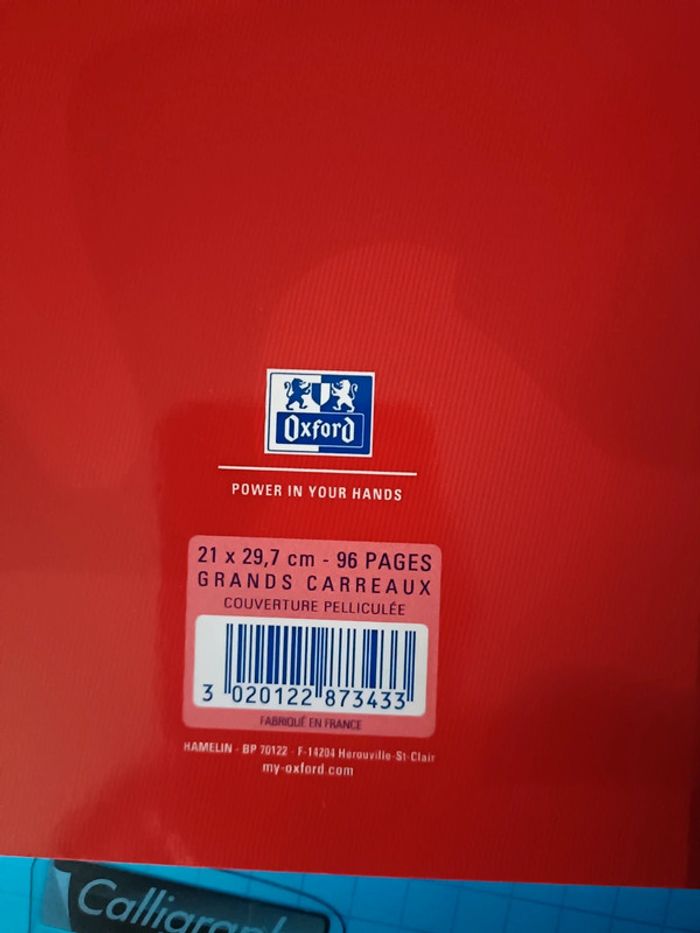 Oxford
POWER IN YOUR HANDS
21 x 29,7 cm - 96 PAGES
GRANDS CARREAUX
COUVERTURE PELLICULÉE
3 020122 873433
FABRIQUÉ EN FRANCE
HAMELIN - BP 70122 - F-14204 Herouville-St-Clair
my-oxford.com